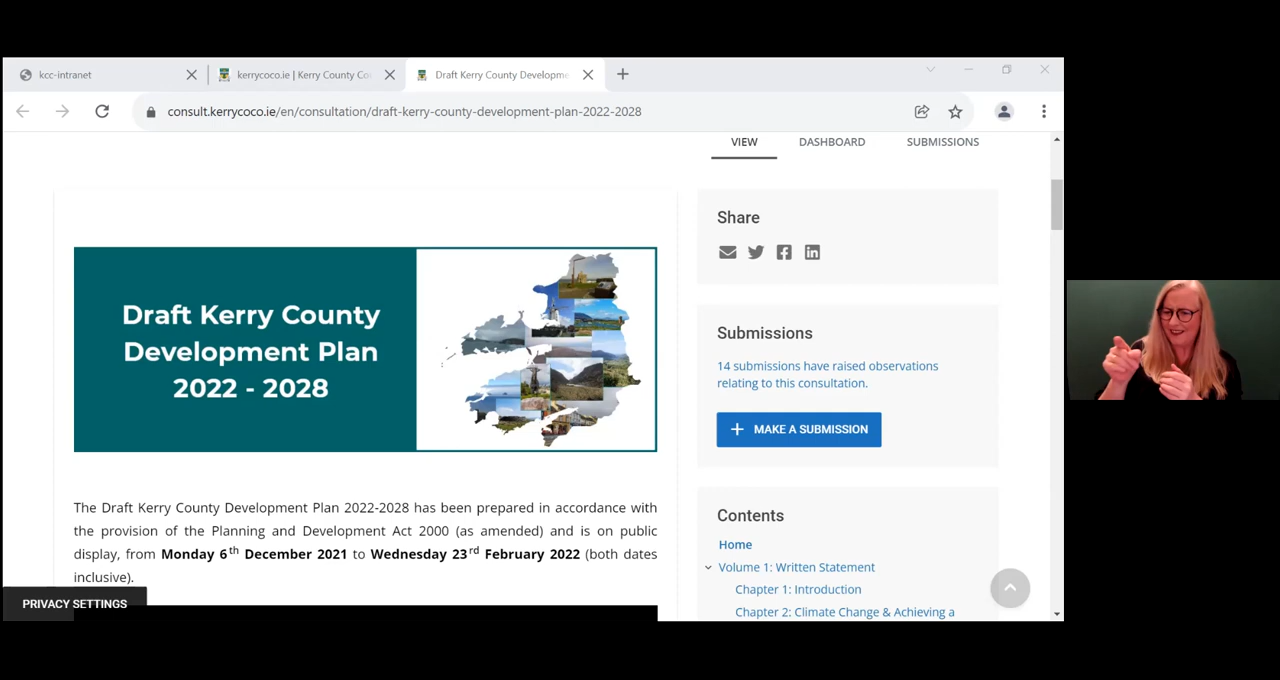 kcc-intranet
kerrycoco.ie | Kerry County Co
Draft Kerry County Developme
consult.kerrycoco.ie/en/consultation/draft-kerry-county-development-plan-2022-2028
VIEW DASHBOARD SUBMISSIONS
Draft Kerry County
Development Plan
2022 - 2028
The Draft Kerry County Development Plan 2022-2028 has been prepared in accordance with
the provision of the Planning and Development Act 2000 (as amended) and is on public
display, from Monday 6th December 2021 to Wednesday 23rd February 2022 (both dates
inclusive).
PRIVACY SETTINGS
Share
Submissions
14 submissions have raised observations
relating to this consultation.
+ MAKE A SUBMISSION
Contents
Home
Volume 1: Written Statement
Chapter 1: Introduction
Chapter 2: Climate Change & Achieving a